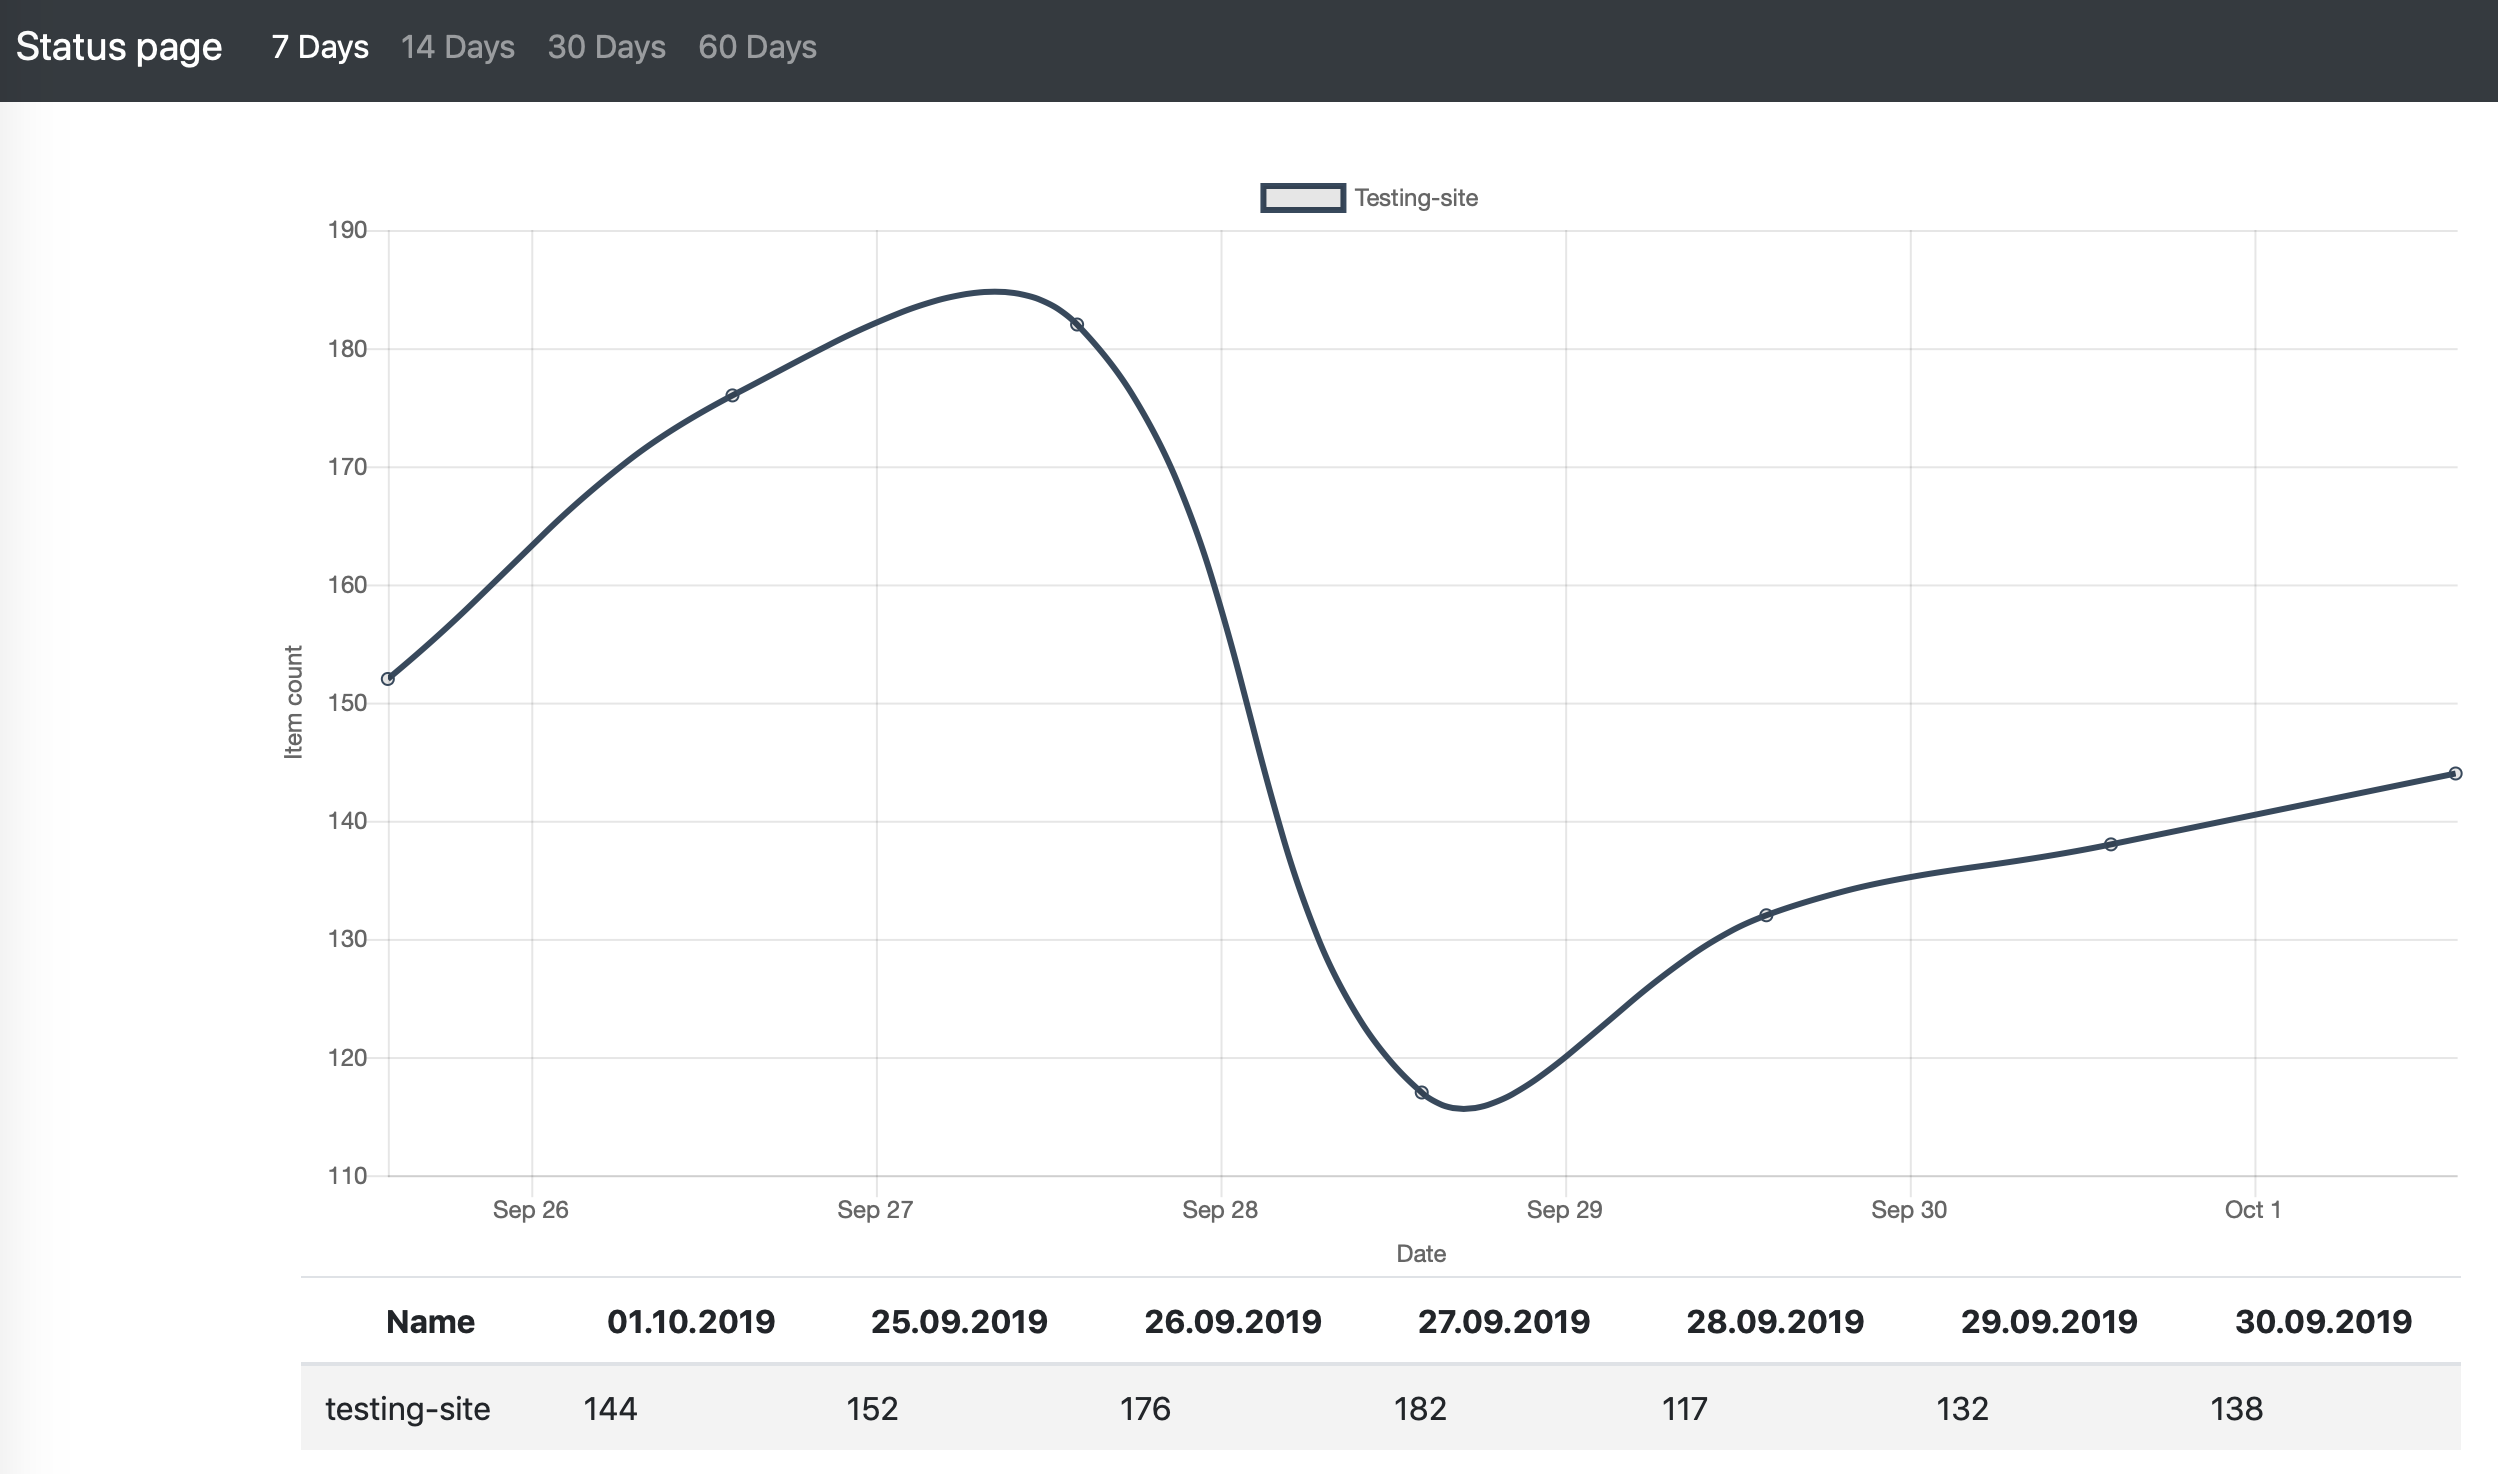 Status page 7 Days 14 Days 30 Days 60 Days
Testing-site
190
180
170
160
150
140
130
120
110
Item count
Sep 26 Sep 27 Sep 28 Sep 29 Sep 30 Oct 1
Date
Name 01.10.2019 25.09.2019 26.09.2019 27.09.2019 28.09.2019 29.09.2019 30.09.2019
testing-site 144 152 176 182 117 132 138